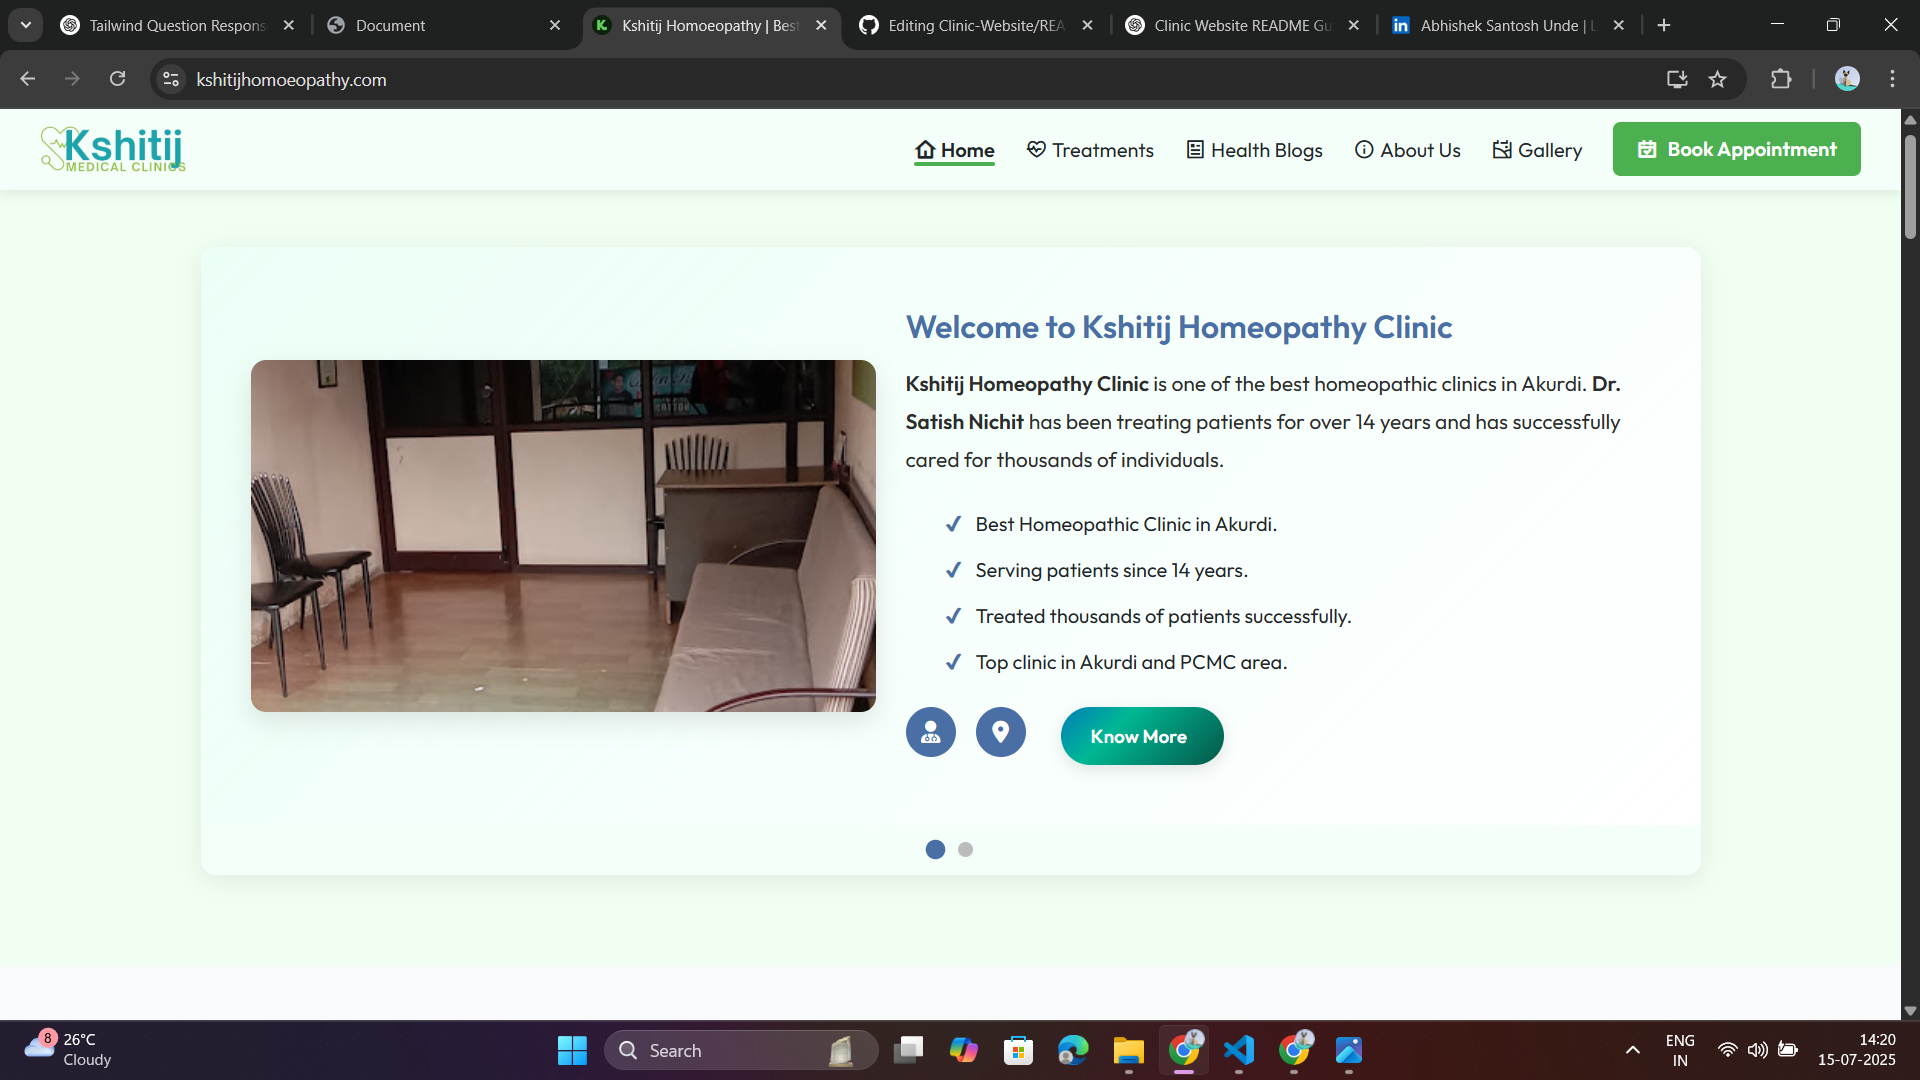 Tailwind Question Respons
Document
Kshitij Homoeopathy | Best
Editing Clinic-Website/REA
Clinic Website README Gu
Abhishek Santosh Unde | L
kshitijhomoeopathy.com
Kshitij
MEDICAL CLINICS
Home
Treatments
Health Blogs
About Us
Gallery
Book Appointment
Welcome to Kshitij Homeopathy Clinic
Kshitij Homeopathy Clinic is one of the best homeopathic clinics in Akurdi. Dr.
Satish Nichit has been treating patients for over 14 years and has successfully
cared for thousands of individuals.
✔ Best Homeopathic Clinic in Akurdi.
✔ Serving patients since 14 years.
✔ Treated thousands of patients successfully.
✔ Top clinic in Akurdi and PCMC area.
Know More
8
26°C
Cloudy
Search
ENG
IN
14:20
15-07-2025